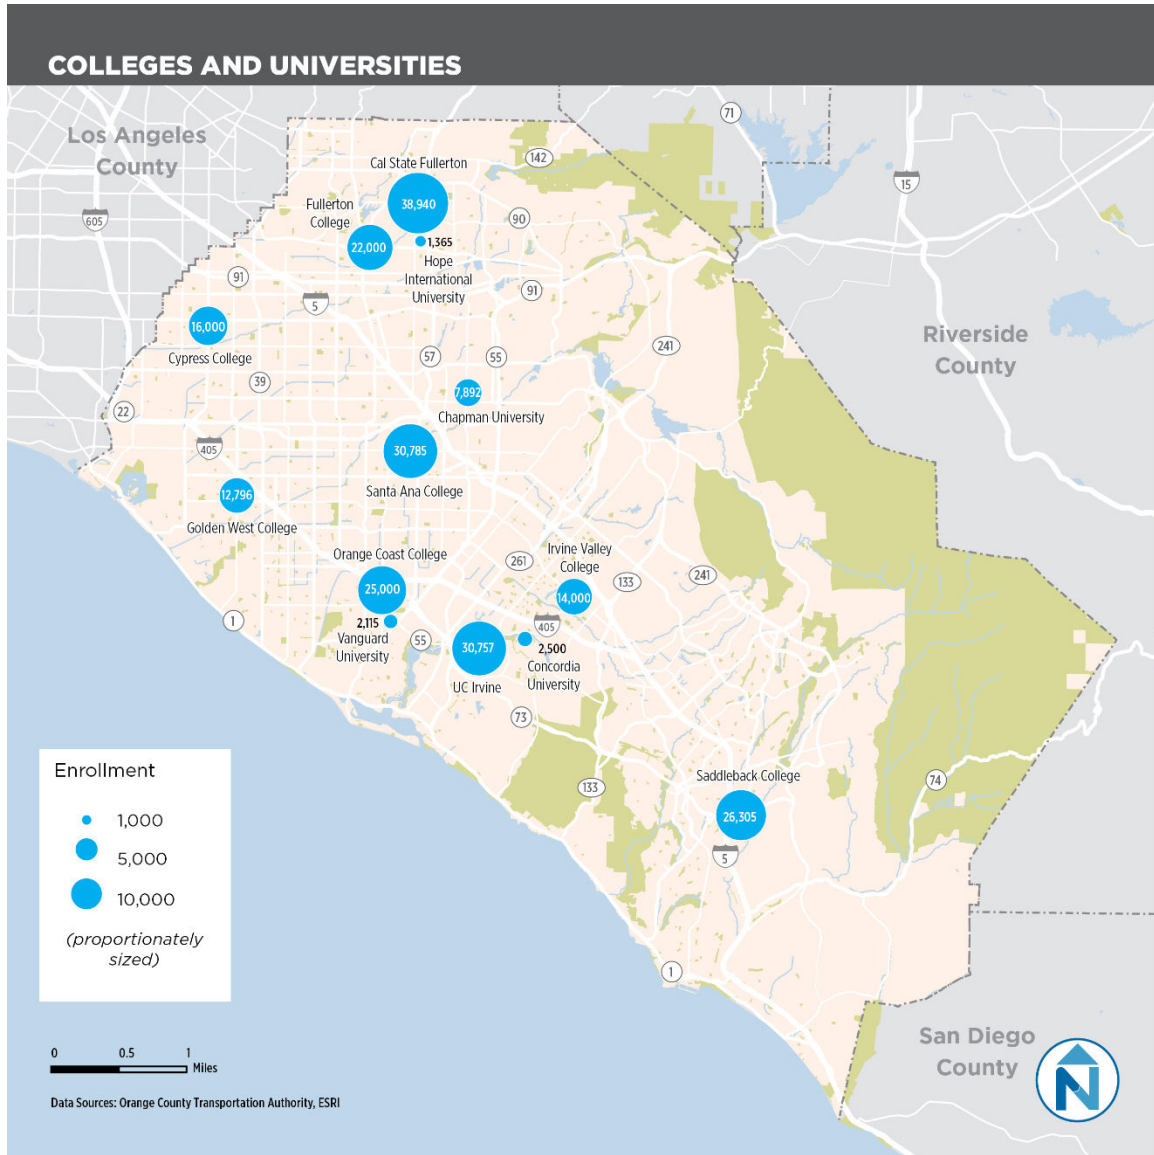 COLLEGES AND UNIVERSITIES
Los Angeles
County
71
15
605
142
Cal State Fullerton
38,940
Fullerton
College
22,000
90
1,365
Hope
International
University
91
5
91
16,000
Cypress College
57
55
241
Riverside
County
39
7,892
Chapman University
22
405
30,785
Santa Ana College
12,796
Golden West College
Orange Coast College
25,000
261
Irvine Valley
College
14,000
133
241
1
2,115
Vanguard
University
55
405
30,757
UC Irvine
2,500
Concordia
University
73
133
74
Saddleback College
26,305
5
1
Enrollment
1,000
5,000
10,000
(proportionately
sized)
0 0.5 1
Miles
Data Sources: Orange County Transportation Authority, ESRI
San Diego
County
N